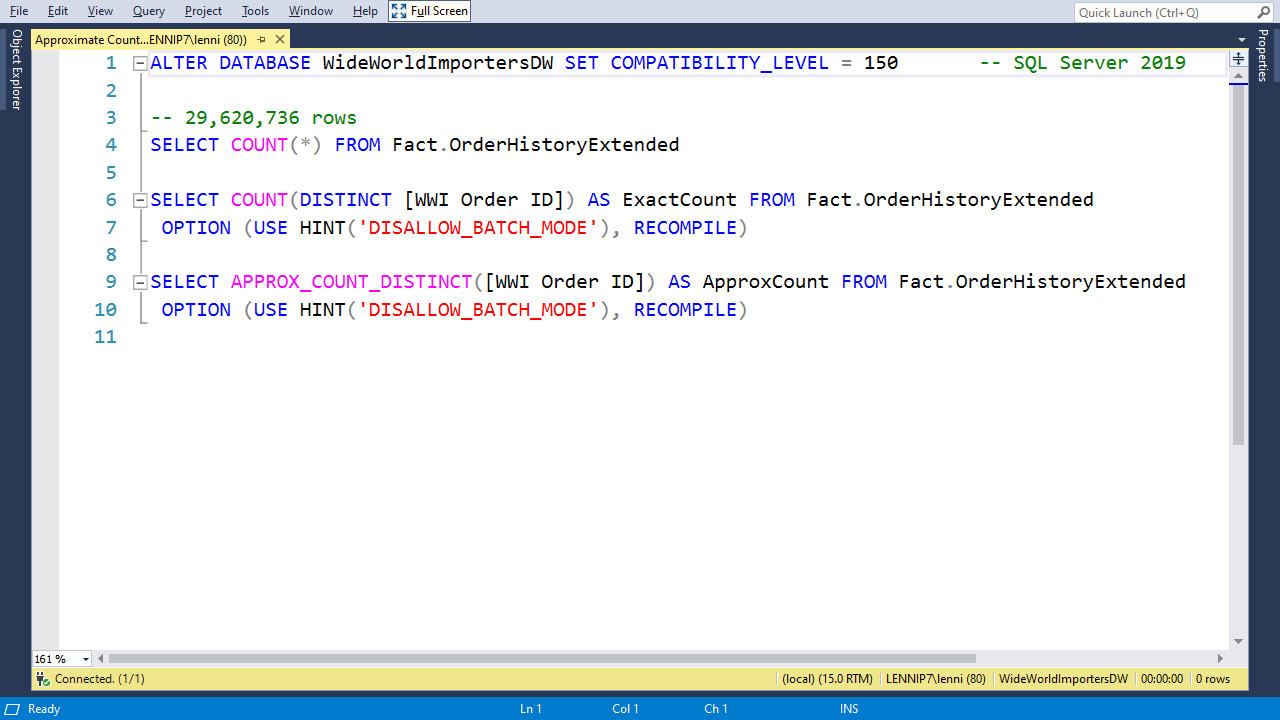 File Edit View Query Project Tools Window Help Full Screen
Quick Launch (Ctrl+Q)
Object Explorer
Approximate Count...ENNIP7\lenni (80))
Properties
1 ALTER DATABASE WideWorldImportersDW SET COMPATIBILITY_LEVEL = 150 -- SQL Server 2019
2
3 -- 29,620,736 rows
4 SELECT COUNT(*) FROM Fact.OrderHistoryExtended
5
6 SELECT COUNT(DISTINCT [WWI Order ID]) AS ExactCount FROM Fact.OrderHistoryExtended
7 OPTION (USE HINT('DISALLOW_BATCH_MODE'), RECOMPILE)
8
9 SELECT APPROX_COUNT_DISTINCT([WWI Order ID]) AS ApproxCount FROM Fact.OrderHistoryExtended
10 OPTION (USE HINT('DISALLOW_BATCH_MODE'), RECOMPILE)
11
161 %
Connected. (1/1) (local) (15.0 RTM) LENNIP7\lenni (80) WideWorldImportersDW 00:00:00 0 rows
Ready Ln 1 Col 1 Ch 1 INS